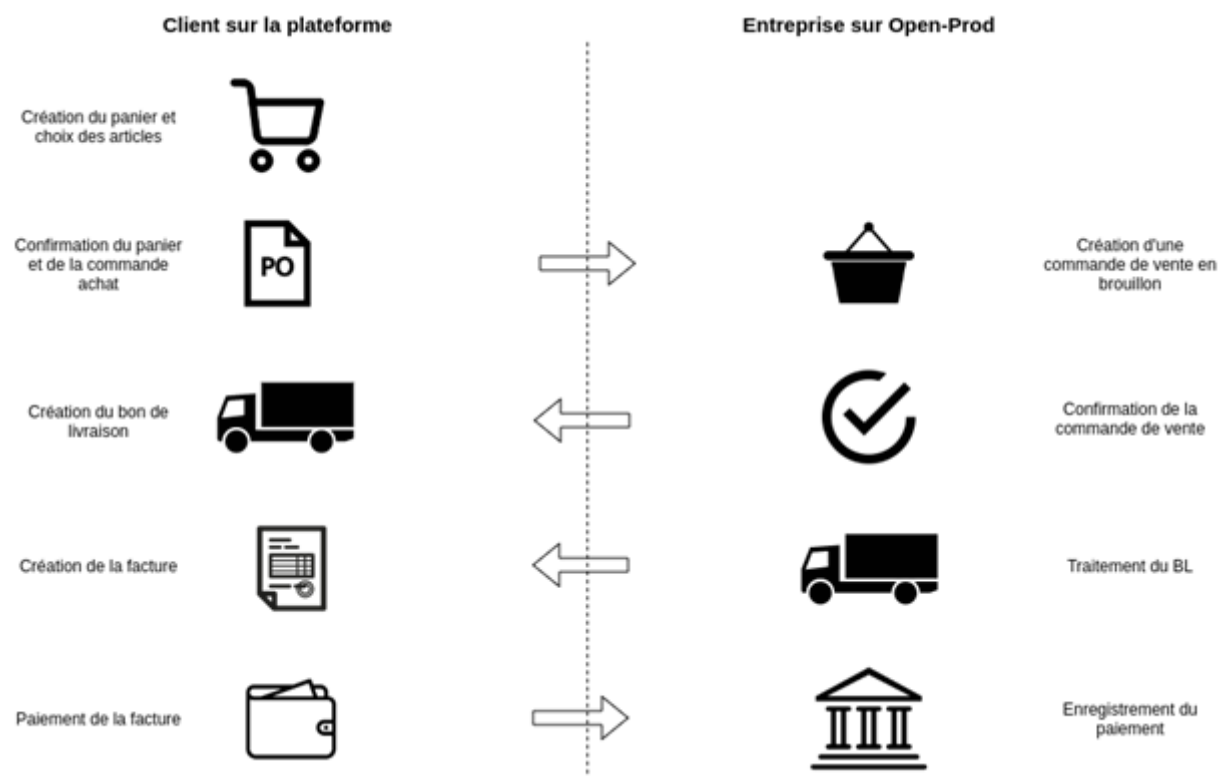 Client sur la plateforme
Entreprise sur Open-Prod
Création du panier et
choix des articles
Confirmation du panier
et de la commande
achat
PO
Création d'une
commande de vente en
brouillon
Création du bon de
livraison
Confirmation de la
commande de vente
Création de la facture
Traitement du BL
Paiement de la facture
Enregistrement du
paiement